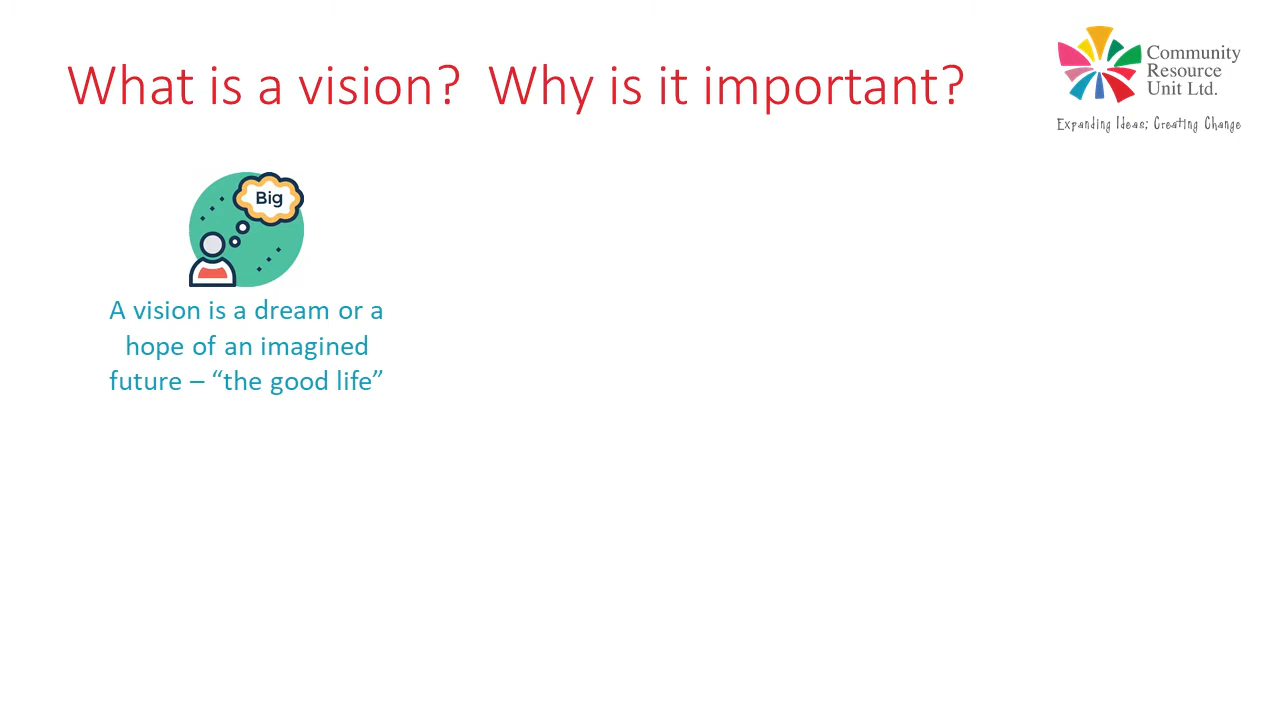 What is a vision?  Why is it important?
Community
Resource
Unit Ltd.
Expanding Ideas; Creating Change
Big
A vision is a dream or a
hope of an imagined
future – “the good life”